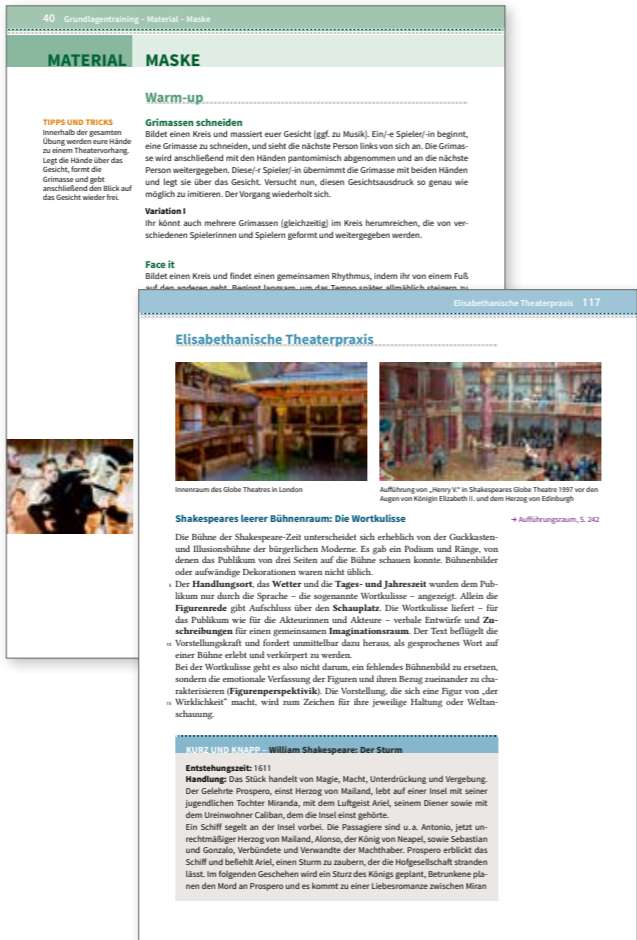 40 Grundlagentraining – Material – Maske
MATERIAL MASKE
Warm-up
TIPPS UND TRICKS
Innerhalb der gesamten
Übung werden eure Hände
zu einem Theatervorhang.
Legt die Hände über das
Gesicht, formt die
Grimasse und gebt
anschließend den Blick auf
das Gesicht wieder frei.
Grimassen schneiden
Bildet einen Kreis und massiert euer Gesicht (ggf. zu Musik). Ein/-e Spieler/-in beginnt,
eine Grimasse zu schneiden, und sieht die nächste Person links von sich an. Die Grimas-
se wird anschließend mit den Händen pantomimisch abgenommen und an die nächste
Person weitergegeben. Diese/-r Spieler/-in übernimmt die Grimasse mit beiden Händen
und legt sie über das Gesicht. Versucht nun, diesen Gesichtsausdruck so genau wie
möglich zu imitieren. Der Vorgang wiederholt sich.
Variation I
Ihr könnt auch mehrere Grimassen (gleichzeitig) im Kreis herumreichen, die von ver-
schiedenen Spielerinnen und Spielern geformt und weitergegeben werden.
Face it
Bildet einen Kreis und findet einen gemeinsamen Rhythmus, indem ihr von einem Fuß
auf den anderen geht. Beginnt langsam, um das Tempo später allmählich steigern zu
Elisabethanische Theaterpraxis 117
Elisabethanische Theaterpraxis
Innenraum des Globe Theatres in London
Aufführung von „Henry V.“ in Shakespeares Globe Theatre 1997 vor den
Augen von Königin Elizabeth II. und dem Herzog von Edinburgh
Shakespeares leerer Bühnenraum: Die Wortkulisse
→ Aufführungsraum, S. 242
Die Bühne der Shakespeare-Zeit unterscheidet sich erheblich von der Guckkasten-
und Illusionsbühne der bürgerlichen Moderne. Es gab ein Podium und Ränge, von
denen das Publikum von drei Seiten auf die Bühne schauen konnte. Bühnenbilder
oder aufwändige Dekorationen waren nicht üblich.
5 Der Handlungsort, das Wetter und die Tages- und Jahreszeit wurden dem Pub-
likum nur durch die Sprache – die sogenannte Wortkulisse – angezeigt. Allein die
Figurenrede gibt Aufschluss über den Schauplatz. Die Wortkulisse liefert – für
das Publikum wie für die Akteurinnen und Akteure – verbale Entwürfe und Zu-
schreibungen für einen gemeinsamen Imaginationsraum. Der Text beflügelt die
10 Vorstellungskraft und fordert unmittelbar dazu heraus, als gesprochenes Wort auf
einer Bühne erlebt und verkörpert zu werden.
Bei der Wortkulisse geht es also nicht darum, ein fehlendes Bühnenbild zu ersetzen,
sondern die emotionale Verfassung der Figuren und ihren Bezug zueinander zu cha-
rakterisieren (Figurenperspektivik). Die Vorstellung, die sich eine Figur von „der
15 Wirklichkeit“ macht, wird zum Zeichen für ihre jeweilige Haltung oder Weltan-
schauung.
KURZ UND KNAPP – William Shakespeare: Der Sturm
Entstehungszeit: 1611
Handlung: Das Stück handelt von Magie, Macht, Unterdrückung und Vergebung.
Der Gelehrte Prospero, einst Herzog von Mailand, lebt auf einer Insel mit seiner
jugendlichen Tochter Miranda, mit dem Luftgeist Ariel, seinem Diener sowie mit
dem Ureinwohner Caliban, dem die Insel einst gehörte.
Ein Schiff segelt an der Insel vorbei. Die Passagiere sind u. a. Antonio, jetzt un-
rechtmäßiger Herzog von Mailand, Alonso, der König von Neapel, sowie Sebastian
und Gonzalo, Verbündete und Verwandte der Machthaber. Prospero erblickt das
Schiff und befiehlt Ariel, einen Sturm zu zaubern, der die Hofgesellschaft stranden
lässt. Im folgenden Geschehen wird ein Sturz des Königs geplant, Betrunkene pla-
nen den Mord an Prospero und es kommt zu einer Liebesromanze zwischen Miran